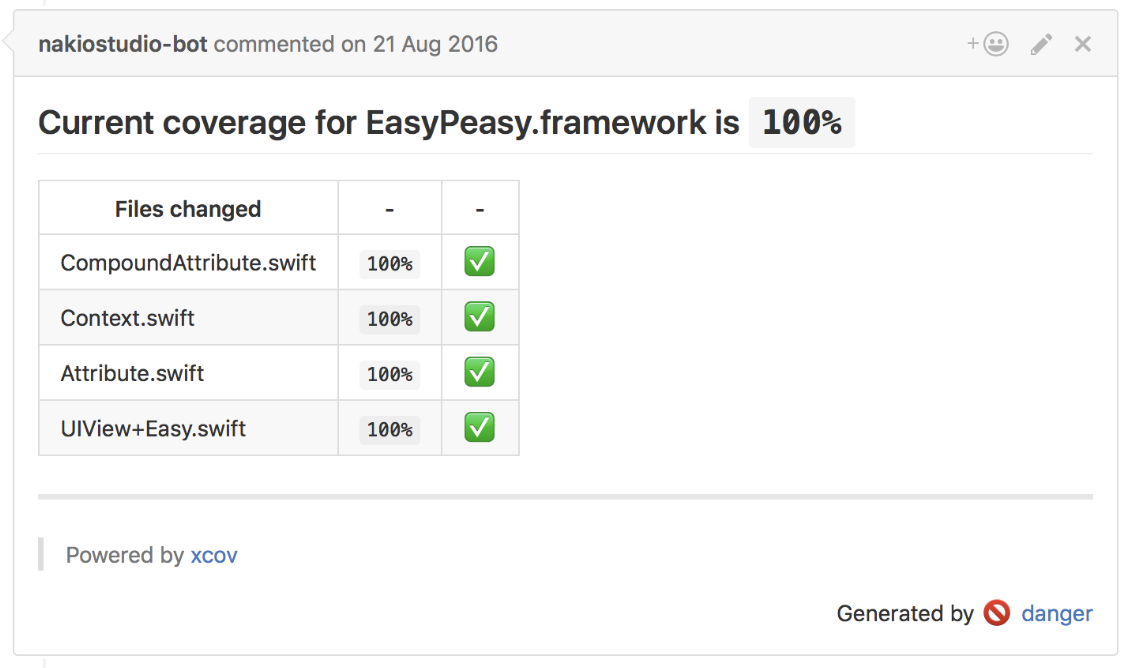 nakiostudio-bot commented on 21 Aug 2016
Current coverage for EasyPeasy.framework is 100%
Files changed - -
CompoundAttribute.swift 100% ✅
Context.swift 100% ✅
Attribute.swift 100% ✅
UIView+Easy.swift 100% ✅
Powered by xcov
Generated by 🚫 danger